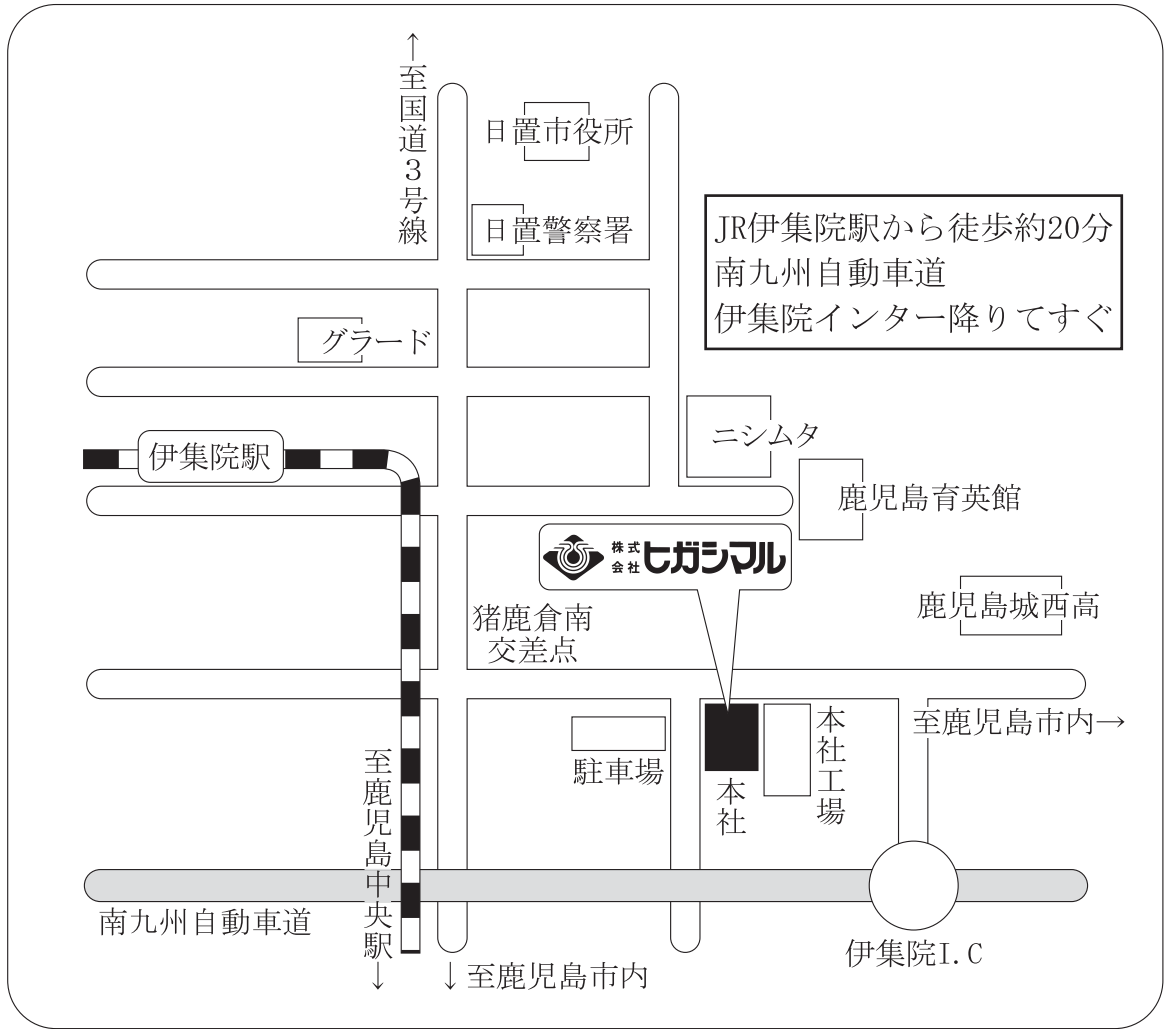 ↑至国道3号線
日置市役所
日置警察署
JR伊集院駅から徒歩約20分
南九州自動車道
伊集院インター降りてすぐ
グラード
ニシムタ
伊集院駅
鹿児島育英館
株式会社ヒガシマル
鹿児島城西高
猪鹿倉南
交差点
至鹿児島市内→
駐車場
本社
本社工場
至鹿児島中央駅↓
南九州自動車道
伊集院I.C
↓至鹿児島市内